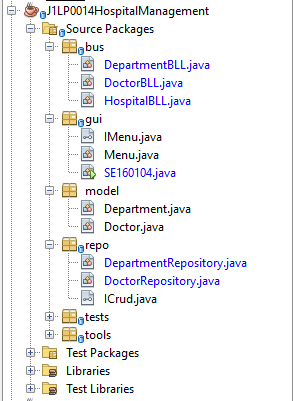 J1LP0014HospitalManagement
Source Packages
bus
DepartmentBLL.java
DoctorBLL.java
HospitalBLL.java
gui
IMenu.java
Menu.java
SE160104.java
model
Department.java
Doctor.java
repo
DepartmentRepository.java
DoctorRepository.java
ICrud.java
tests
tools
Test Packages
Libraries
Test Libraries